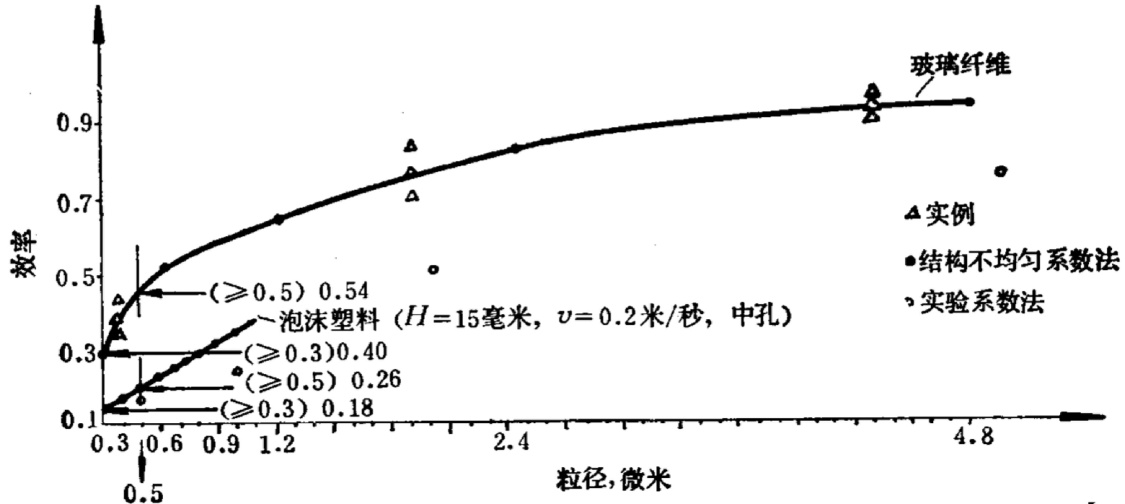 玻璃纤维
0.9
0.7
△实例
效率
0.5
•结构不均匀系数法
(≥0.5) 0.54
°实验系数法
泡沫塑料 (H=15毫米, v=0.2米/秒, 中孔)
0.3
(≥0.3)0.40
(≥0.5) 0.26
(≥0.3) 0.18
0.1
0.3 0.6 0.9 1.2 2.4 4.8
粒径,微米
0.5